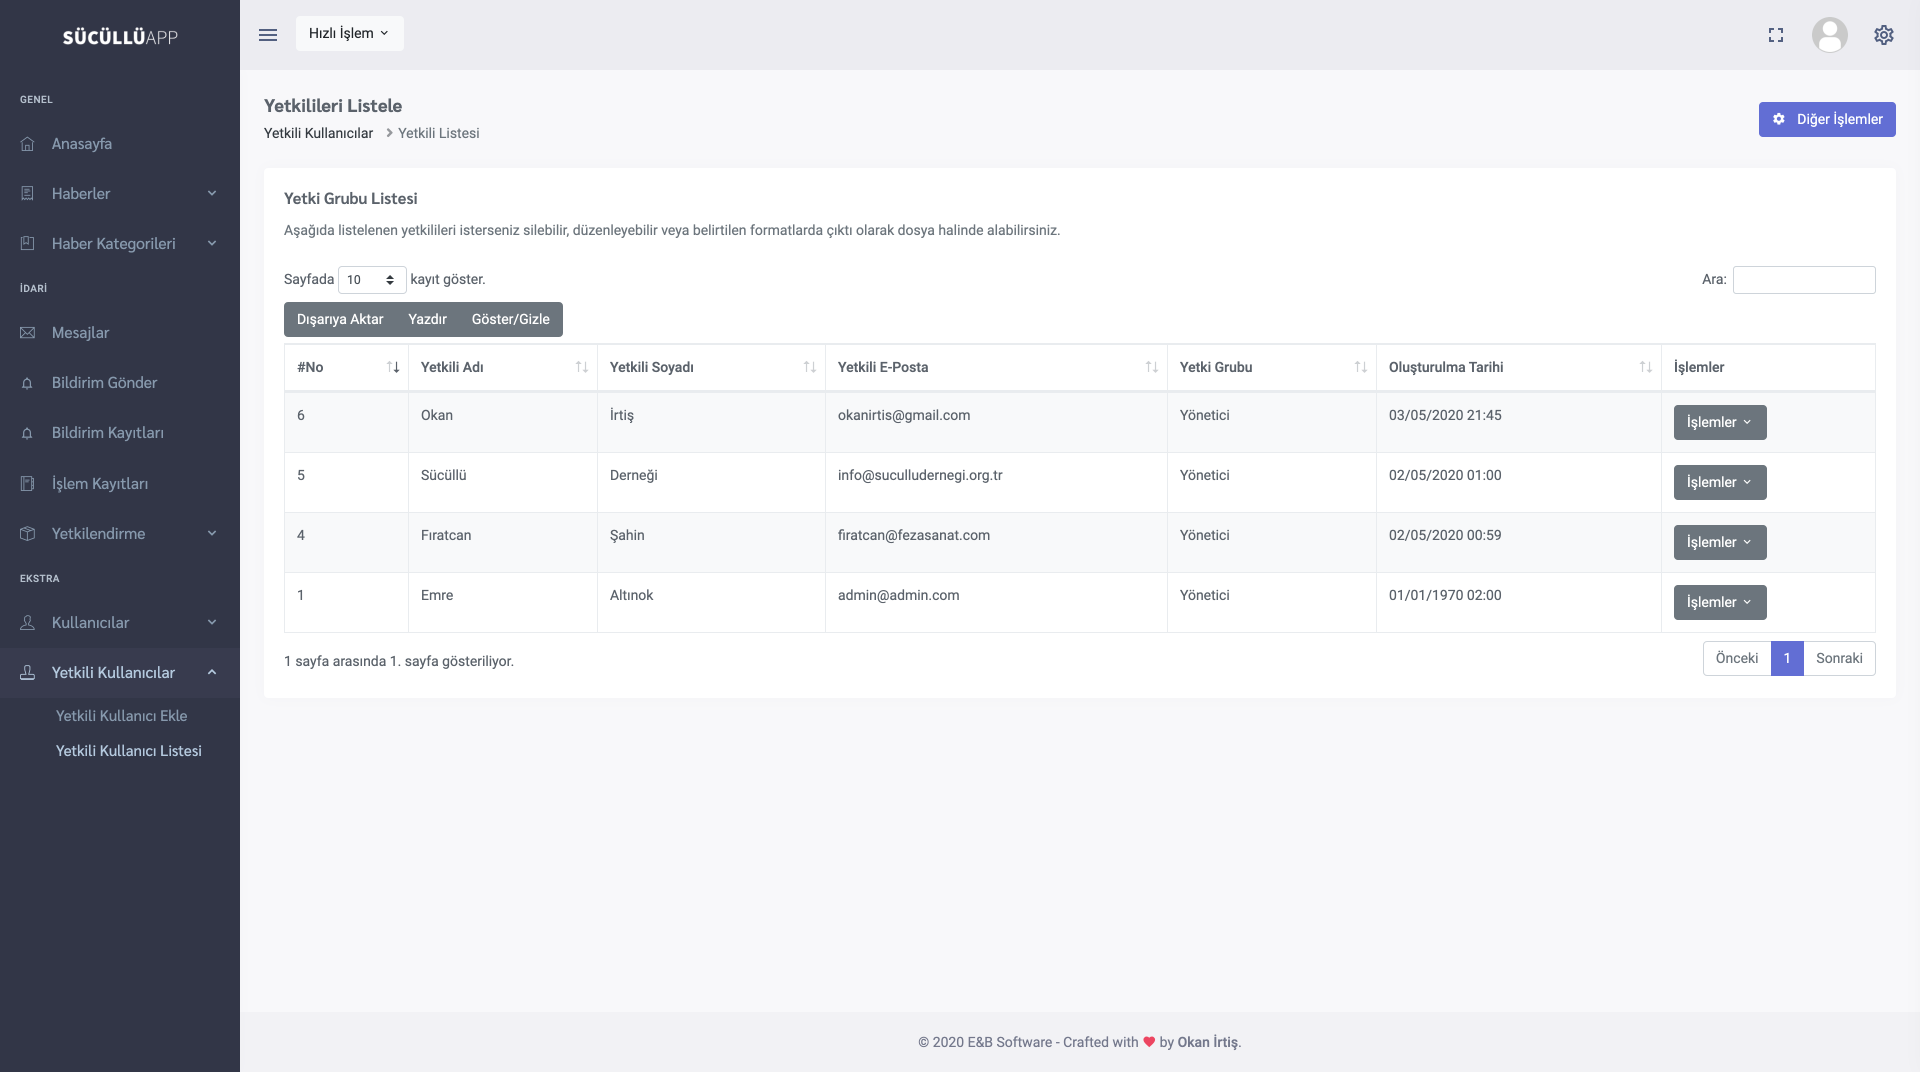 SÜCÜLLÜAPP
GENEL
Anasayfa
Haberler
Haber Kategorileri
İDARİ
Mesajlar
Bildirim Gönder
Bildirim Kayıtları
İşlem Kayıtları
Yetkilendirme
EKSTRA
Kullanıcılar
Yetkili Kullanıcılar
Yetkili Kullanıcı Ekle
Yetkili Kullanıcı Listesi
Hızlı İşlem
Yetkilileri Listele
Yetkili Kullanıcılar > Yetkili Listesi
Diğer İşlemler
Yetki Grubu Listesi
Aşağıda listelenen yetkilileri isterseniz silebilir, düzenleyebilir veya belirtilen formatlarda çıktı olarak dosya halinde alabilirsiniz.
Sayfada 10 kayıt göster.
Ara:
Dışarıya Aktar Yazdır Göster/Gizle
#No Yetkili Adı Yetkili Soyadı Yetkili E-Posta Yetki Grubu Oluşturulma Tarihi İşlemler
6 Okan İrtiş okanirtis@gmail.com Yönetici 03/05/2020 21:45 İşlemler
5 Sücüllü Derneği info@suculludernegi.org.tr Yönetici 02/05/2020 01:00 İşlemler
4 Fıratcan Şahin firatcan@fezasanat.com Yönetici 02/05/2020 00:59 İşlemler
1 Emre Altınok admin@admin.com Yönetici 01/01/1970 02:00 İşlemler
1 sayfa arasında 1. sayfa gösteriliyor.
Önceki 1 Sonraki
© 2020 E&B Software - Crafted with ❤ by Okan İrtiş.